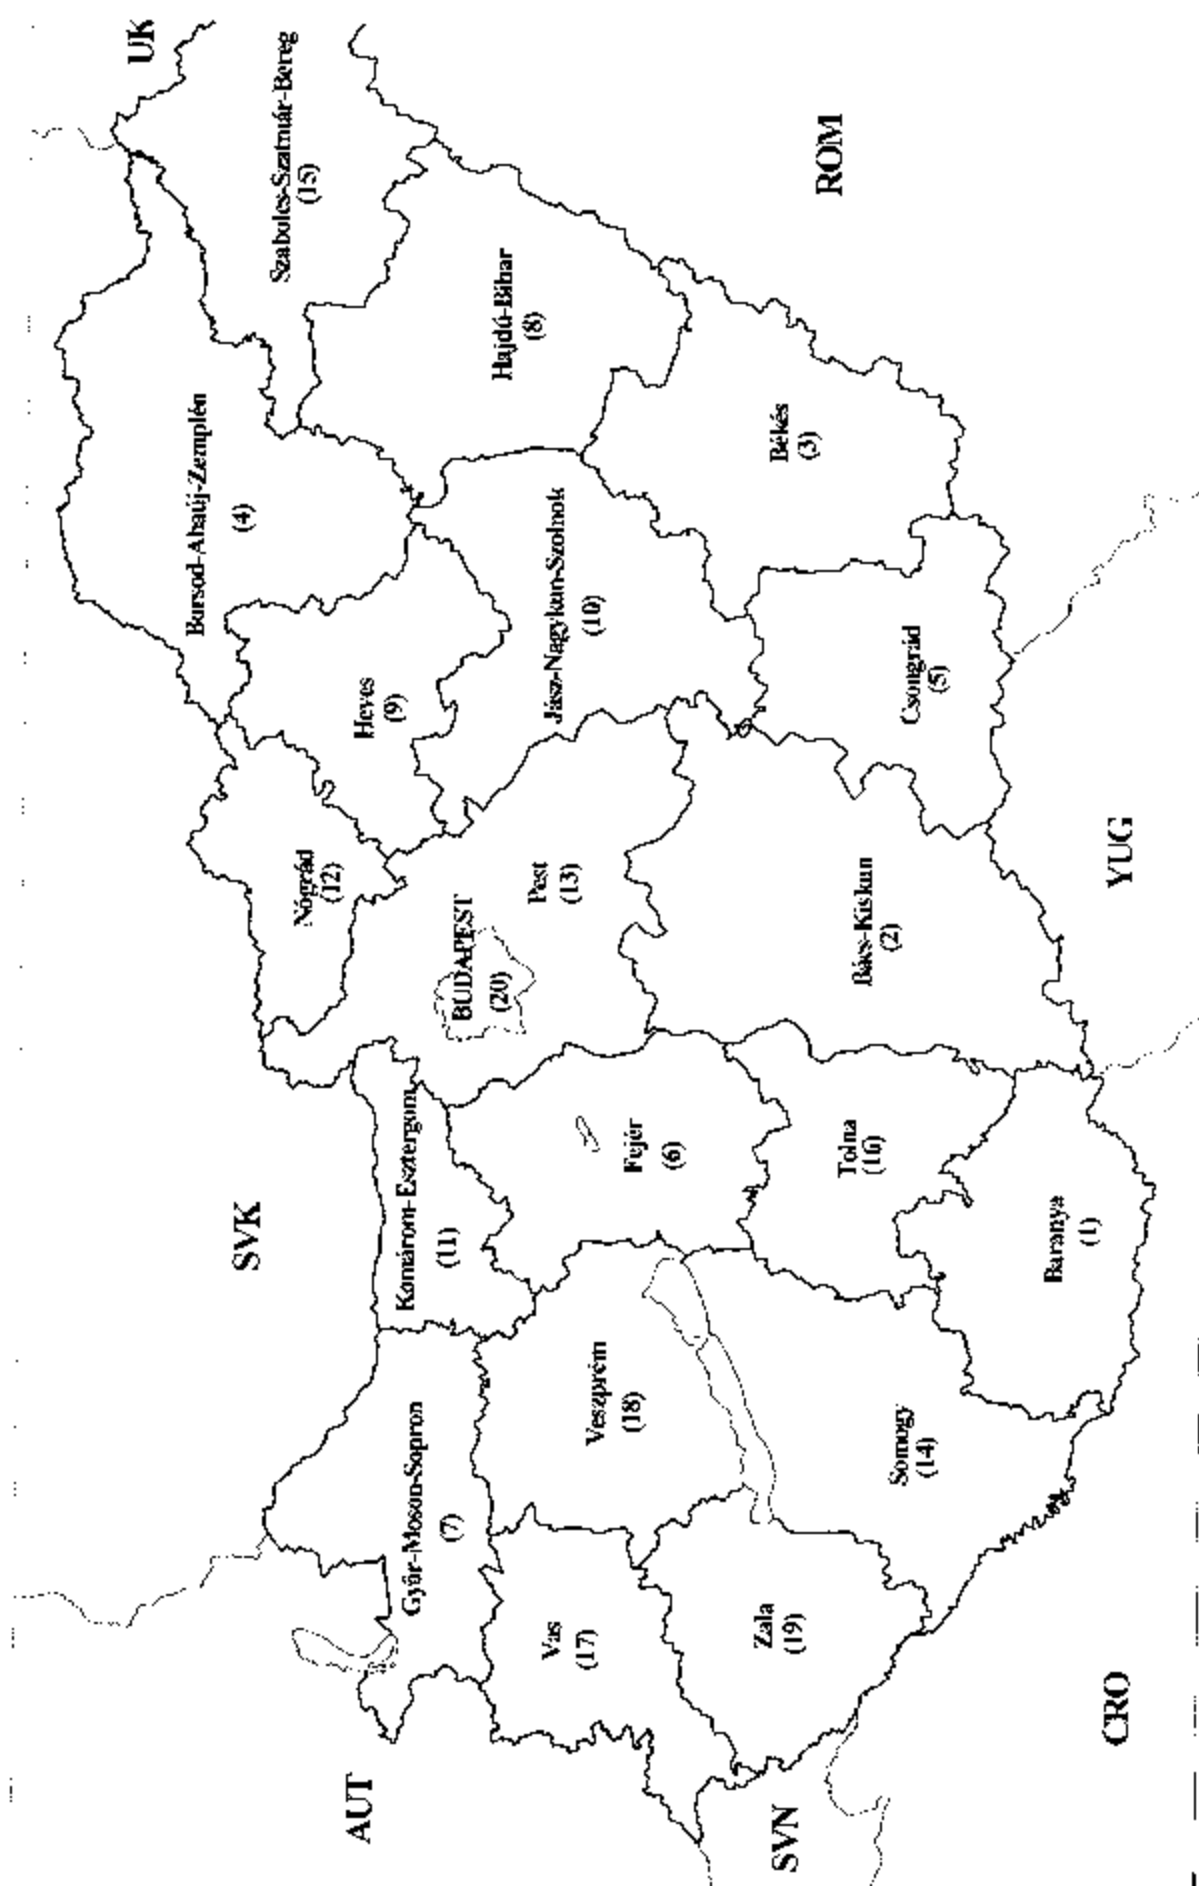 UK
SVK
AUT
SVN
CRO
YUG
ROM
Szabolcs-Szatmár-Bereg
(15)
Borsod-Abaúj-Zemplén
(4)
Hajdú-Bihar
(8)
Nógrád
(12)
Heves
(9)
Jász-Nagykun-Szolnok
(10)
Békés
(3)
BUDAPEST
(20)
Pest
(13)
Csongrád
(5)
Bács-Kiskun
(2)
Komárom-Esztergom
(11)
Fejér
(6)
Tolna
(16)
Baranya
(1)
Győr-Moson-Sopron
(7)
Veszprém
(18)
Somogy
(14)
Vas
(17)
Zala
(19)